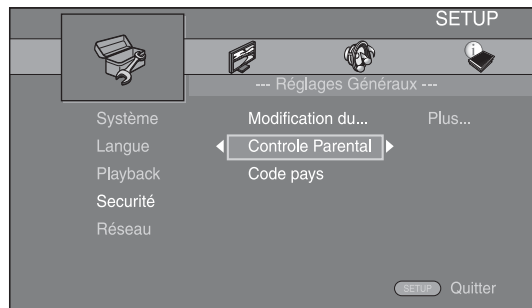 SETUP
--- Réglages Généraux ---
Système Modification du... Plus...
Langue Controle Parental
Playback Code pays
Securité
Réseau
SETUP Quitter